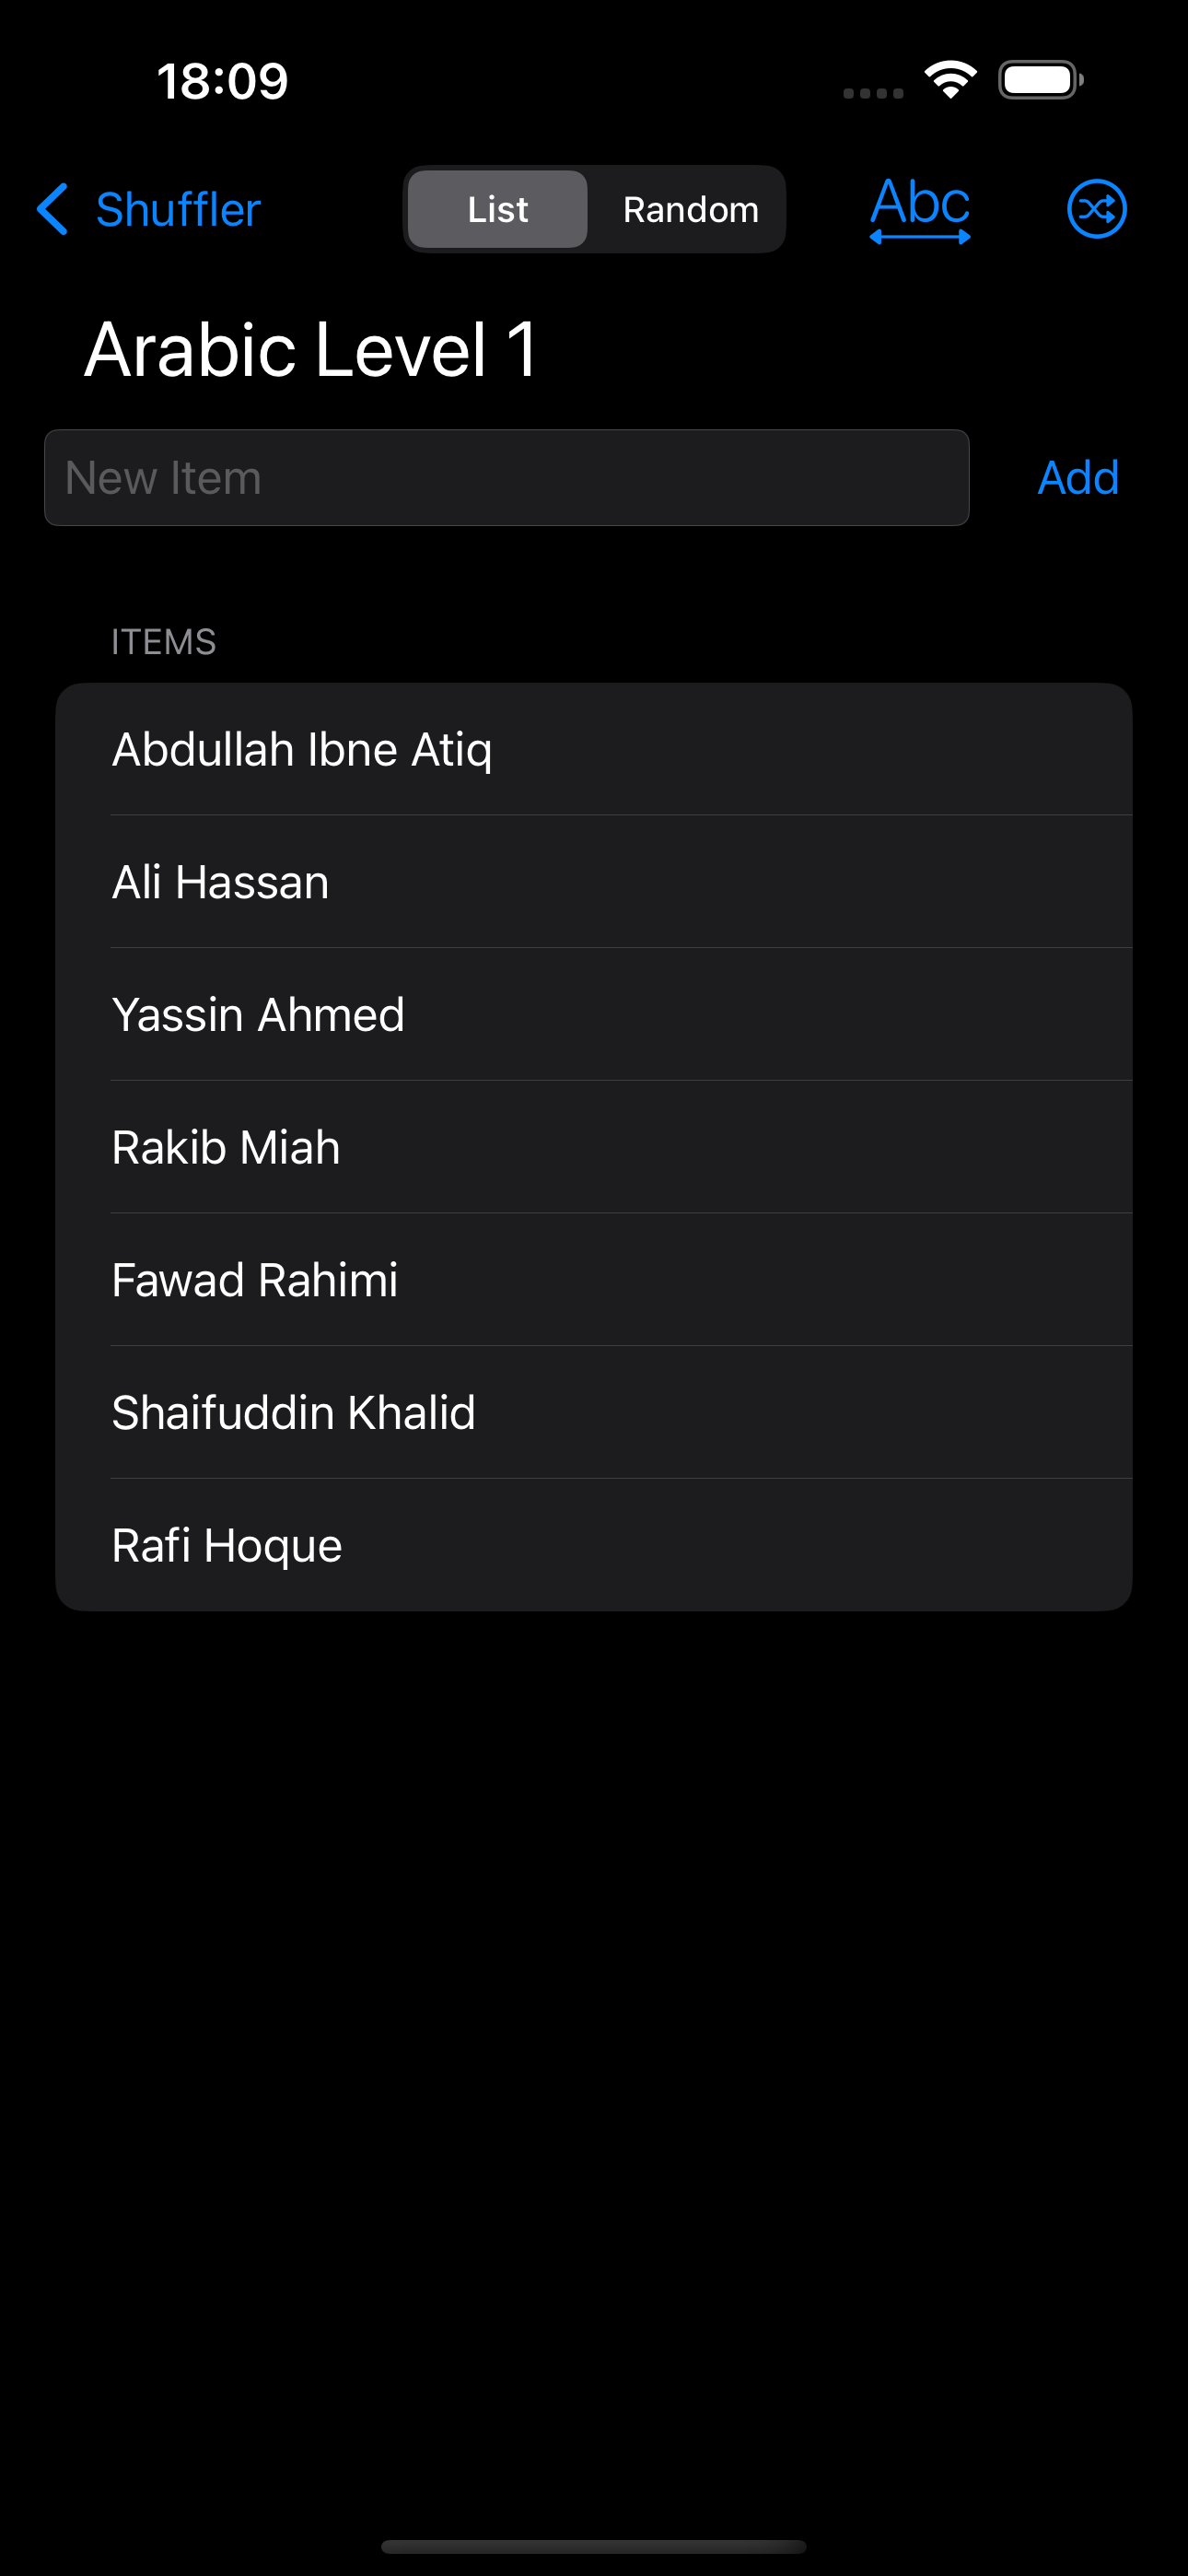 18:09
Shuffler
List
Random
Abc
Arabic Level 1
New Item
Add
ITEMS
Abdullah Ibne Atiq
Ali Hassan
Yassin Ahmed
Rakib Miah
Fawad Rahimi
Shaifuddin Khalid
Rafi Hoque